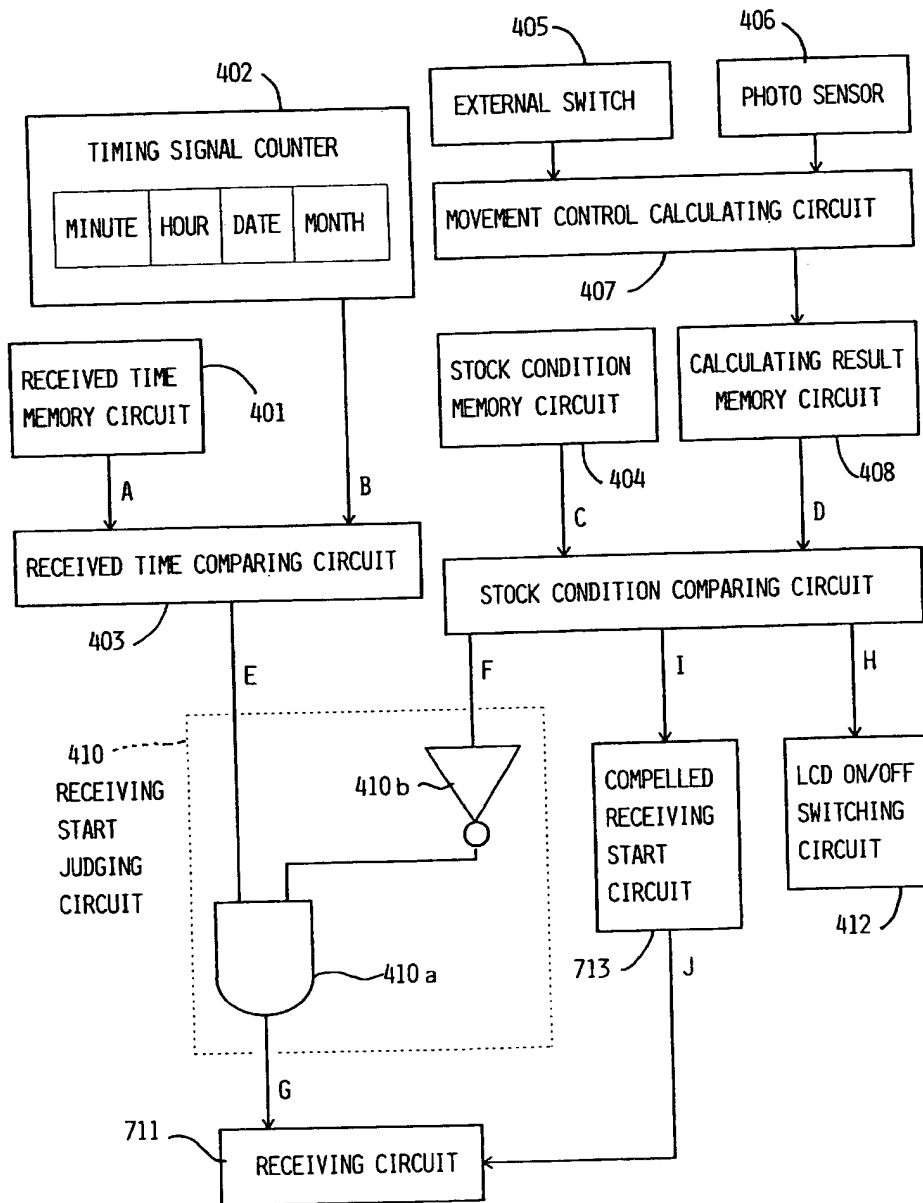 405
406
402
EXTERNAL SWITCH
PHOTO SENSOR
TIMING SIGNAL COUNTER
MINUTE HOUR DATE MONTH
MOVEMENT CONTROL CALCULATING CIRCUIT
407
RECEIVED TIME
MEMORY CIRCUIT
401
STOCK CONDITION
MEMORY CIRCUIT
CALCULATING RESULT
MEMORY CIRCUIT
404
408
A
B
C
D
RECEIVED TIME COMPARING CIRCUIT
STOCK CONDITION COMPARING CIRCUIT
403
E
F
I
H
410
RECEIVING
START
JUDGING
CIRCUIT
410b
COMPELLED
RECEIVING
START
CIRCUIT
LCD ON/OFF
SWITCHING
CIRCUIT
410a
713
J
412
G
711
RECEIVING CIRCUIT